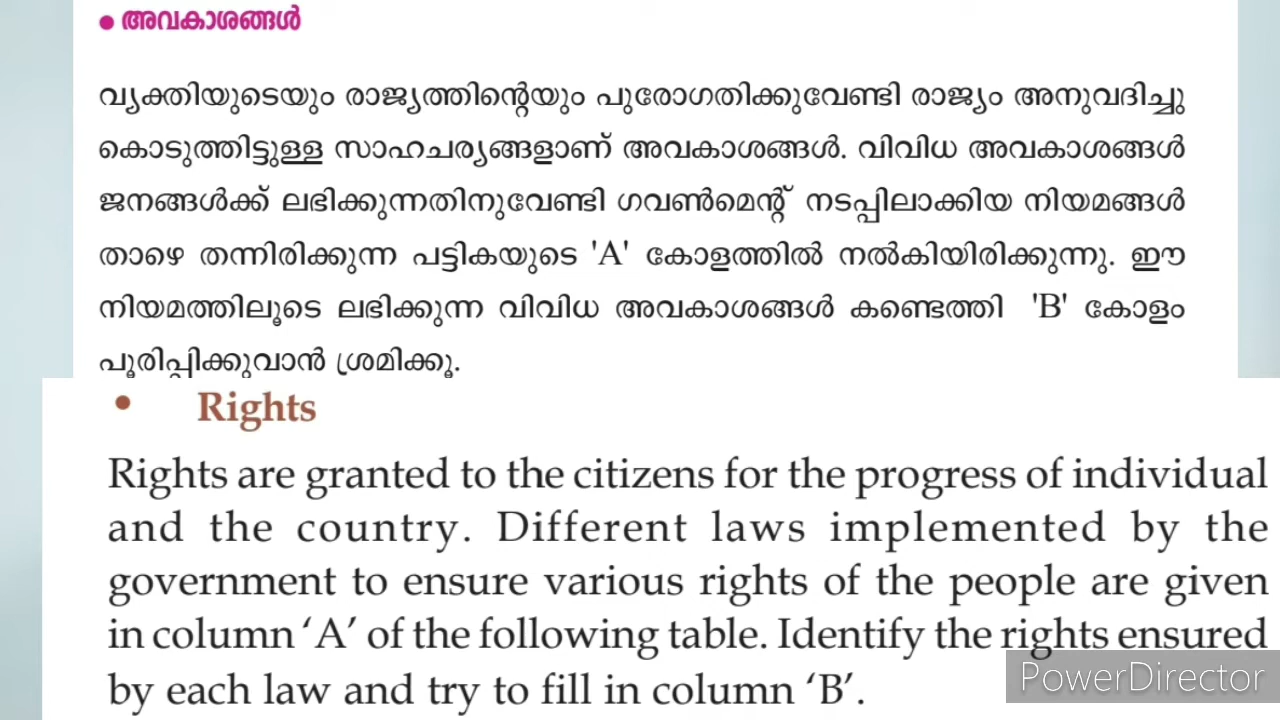 • അവകാശങ്ങൾ
വ്യക്തിയുടെയും രാജ്യത്തിന്റെയും പുരോഗതിക്കുവേണ്ടി രാജ്യം അനുവദിച്ചു
കൊടുത്തിട്ടുള്ള സാഹചര്യങ്ങളാണ് അവകാശങ്ങൾ. വിവിധ അവകാശങ്ങൾ
ജനങ്ങൾക്ക് ലഭിക്കുന്നതിനുവേണ്ടി ഗവൺമെന്റ് നടപ്പിലാക്കിയ നിയമങ്ങൾ
താഴെ തന്നിരിക്കുന്ന പട്ടികയുടെ 'A' കോളത്തിൽ നൽകിയിരിക്കുന്നു. ഈ
നിയമത്തിലൂടെ ലഭിക്കുന്ന വിവിധ അവകാശങ്ങൾ കണ്ടെത്തി 'B' കോളം
പൂരിപ്പിക്കുവാൻ ശ്രമിക്കൂ.
• Rights
Rights are granted to the citizens for the progress of individual
and the country. Different laws implemented by the
government to ensure various rights of the people are given
in column ‘A’ of the following table. Identify the rights ensured
by each law and try to fill in column ‘B’.
PowerDirector